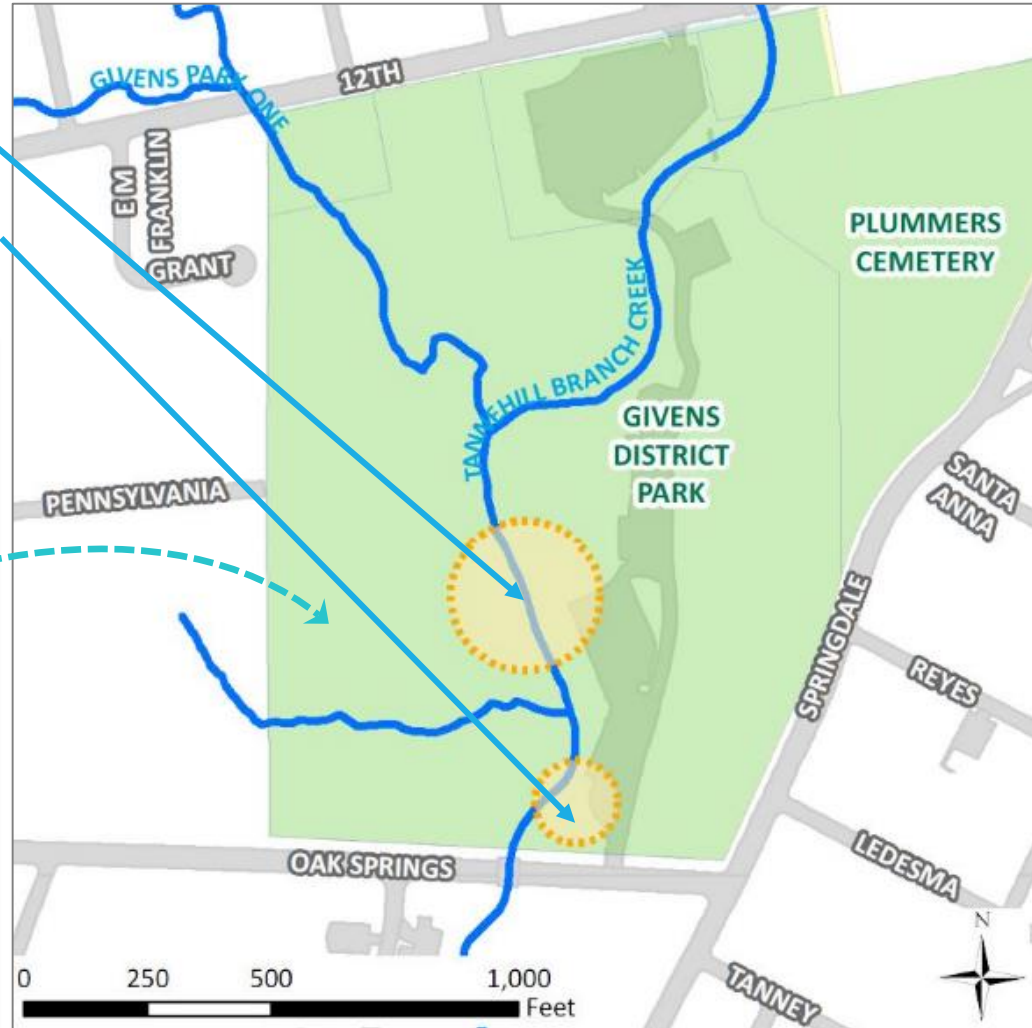 GIVENS PARK ONE
12TH
E M
FRANKLIN
GRANT
PLUMMERS
CEMETERY
TANNEHILL BRANCH CREEK
GIVENS
DISTRICT
PARK
PENNSYLVANIA
SANTA
ANNA
SPRINGDALE
REYES
OAK SPRINGS
LEDESMA
TANNEY
N
0 250 500 1,000
Feet